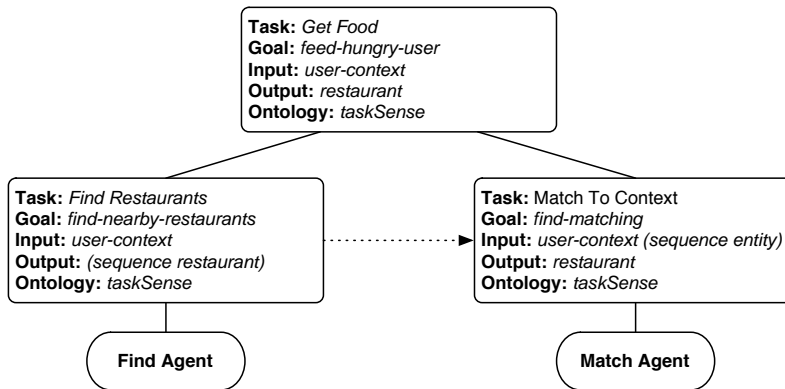 Task: Get Food
Goal: feed-hungry-user
Input: user-context
Output: restaurant
Ontology: taskSense
Task: Find Restaurants
Goal: find-nearby-restaurants
Input: user-context
Output: (sequence restaurant)
Ontology: taskSense
Task: Match To Context
Goal: find-matching
Input: user-context (sequence entity)
Output: restaurant
Ontology: taskSense
Find Agent
Match Agent